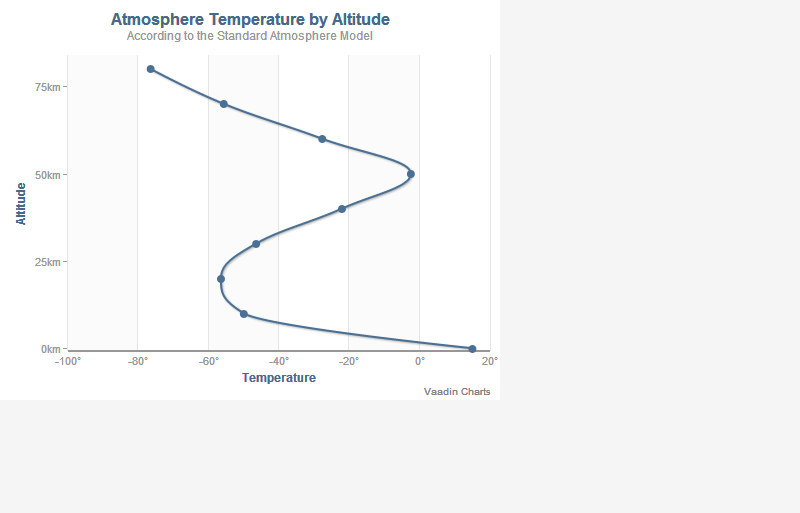 Atmosphere Temperature by Altitude
According to the Standard Atmosphere Model
75km
50km
25km
0km
Altitude
-100° -80° -60° -40° -20° 0° 20°
Temperature
Vaadin Charts